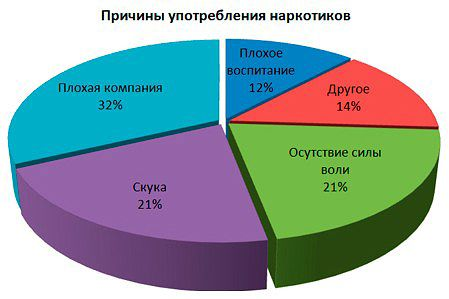 Причины употребления наркотиков
Плохое
воспитание
12%
Другое
14%
Осутствие силы
воли
21%
Скука
21%
Плохая компания
32%